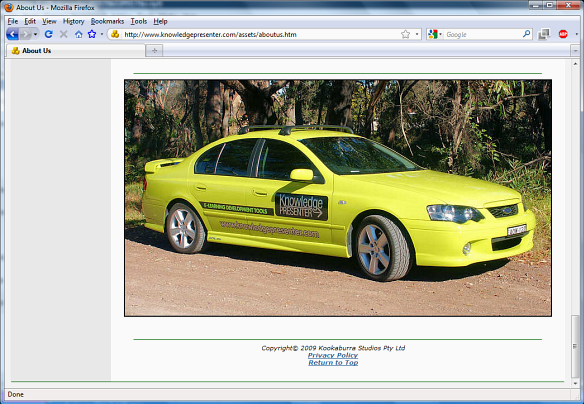 About Us - Mozilla Firefox
File Edit View History Bookmarks Tools Help
http://www.knowledgepresenter.com/assets/aboutus.htm
Google
ABP
About Us
Knowledge
PRESENTER
E-LEARNING DEVELOPMENT TOOLS
www.knowledgepresenter.com
Copyright© 2009 Kookaburra Studios Pty Ltd
Privacy Policy
Return to Top
Done